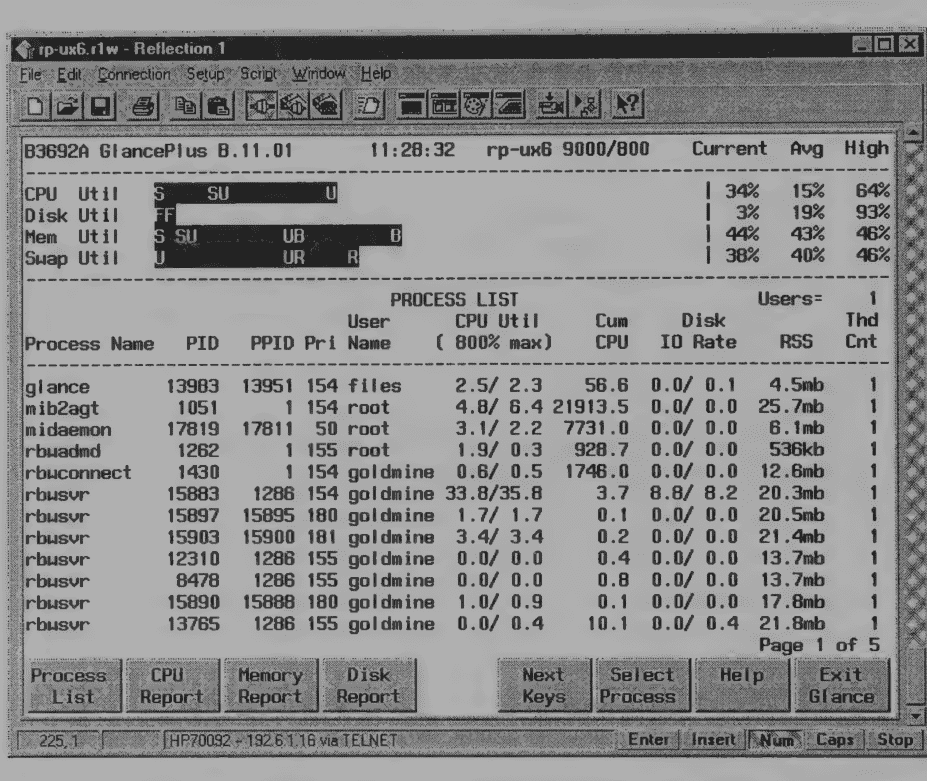 rp-ux6.r1w - Reflection 1
File Edit Connection Setup Script Window Help
B3692A GlancePlus B.11.01 11:28:32 rp-ux6 9000/800 Current Avg High
CPU Util S SU U | 34% 15% 64%
Disk Util FF | 3% 19% 93%
Mem Util S SU UB B | 44% 43% 46%
Swap Util U UR R | 38% 40% 46%
PROCESS LIST Users= 1
User CPU Util Cum Disk Thd
Process Name PID PPID Pri Name ( 800% max) CPU IO Rate RSS Cnt
glance 13983 13951 154 files 2.5/ 2.3 56.6 0.0/ 0.1 4.5mb 1
mib2agt 1051 1 154 root 4.8/ 6.4 21913.5 0.0/ 0.0 25.7mb 1
midaemon 17819 17811 50 root 3.1/ 2.2 7731.0 0.0/ 0.0 6.1mb 1
rbwadmd 1262 1 155 root 1.9/ 0.3 928.7 0.0/ 0.0 536kb 1
rbwconnect 1430 1 154 goldmine 0.6/ 0.5 1746.0 0.0/ 0.0 12.6mb 1
rbwsvr 15883 1286 154 goldmine 33.8/35.8 3.7 8.8/ 8.2 20.3mb 1
rbwsvr 15897 15895 180 goldmine 1.7/ 1.7 0.1 0.0/ 0.0 20.5mb 1
rbwsvr 15903 15900 181 goldmine 3.4/ 3.4 0.2 0.0/ 0.0 21.4mb 1
rbwsvr 12310 1286 155 goldmine 0.0/ 0.0 0.4 0.0/ 0.0 13.7mb 1
rbwsvr 8478 1286 155 goldmine 0.0/ 0.0 0.8 0.0/ 0.0 13.7mb 1
rbwsvr 15890 15888 180 goldmine 1.0/ 0.9 0.1 0.0/ 0.0 17.8mb 1
rbwsvr 13765 1286 155 goldmine 0.0/ 0.4 10.1 0.0/ 0.4 21.8mb 1
Page 1 of 5
Process CPU Memory Disk Next Select Help Exit
List Report Report Report Keys Process Glance
225, 1 HP70092 - 192.6.1.16 via TELNET Enter Insert Num Caps Stop